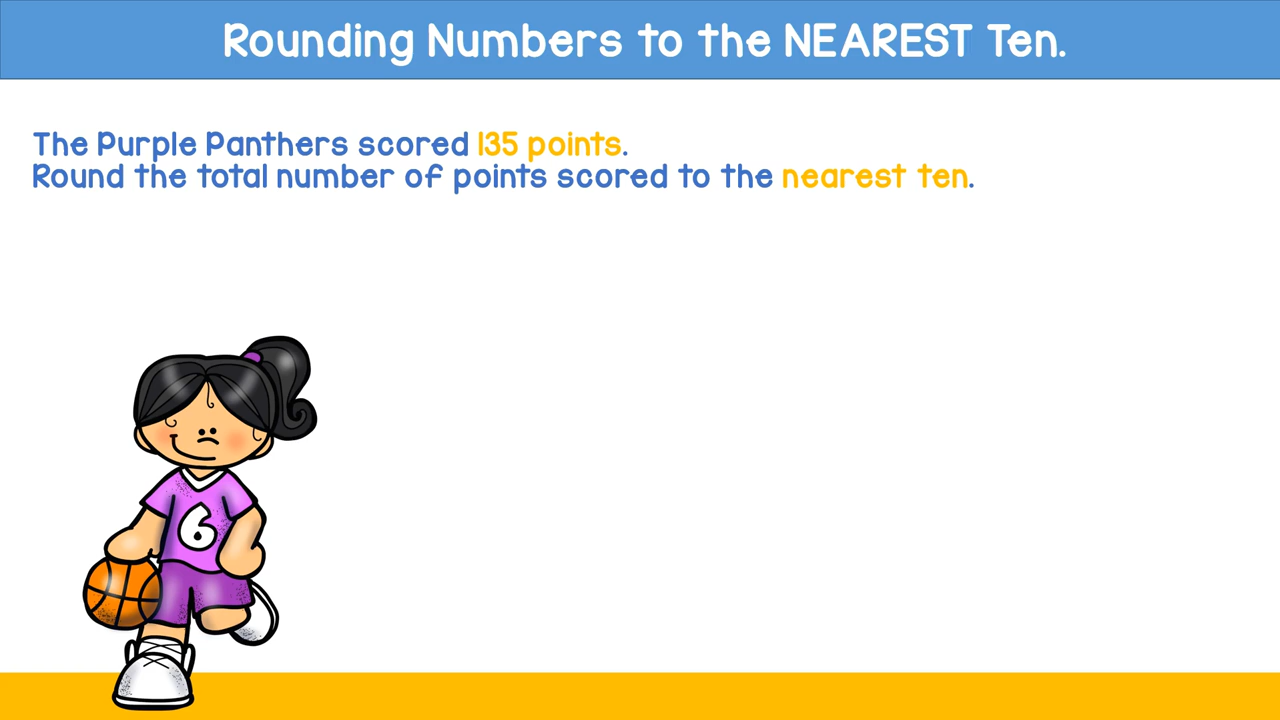 Rounding Numbers to the NEAREST Ten.
The Purple Panthers scored 135 points.
Round the total number of points scored to the nearest ten.
6